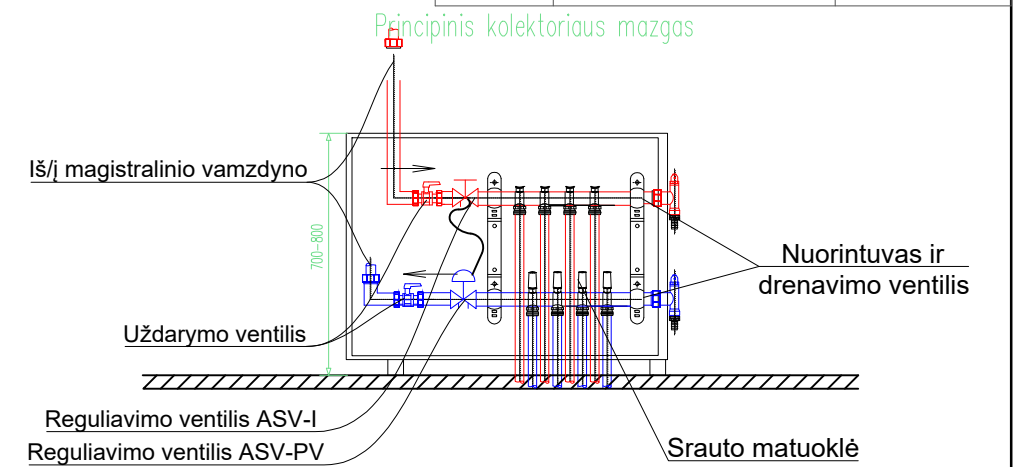 Principinis kolektoriaus mazgas
Iš/į magistralinio vamzdyno
700-800
Nuorintuvas ir
drenavimo ventilis
Uždarymo ventilis
Reguliavimo ventilis ASV-I
Reguliavimo ventilis ASV-PV
Srauto matuoklė